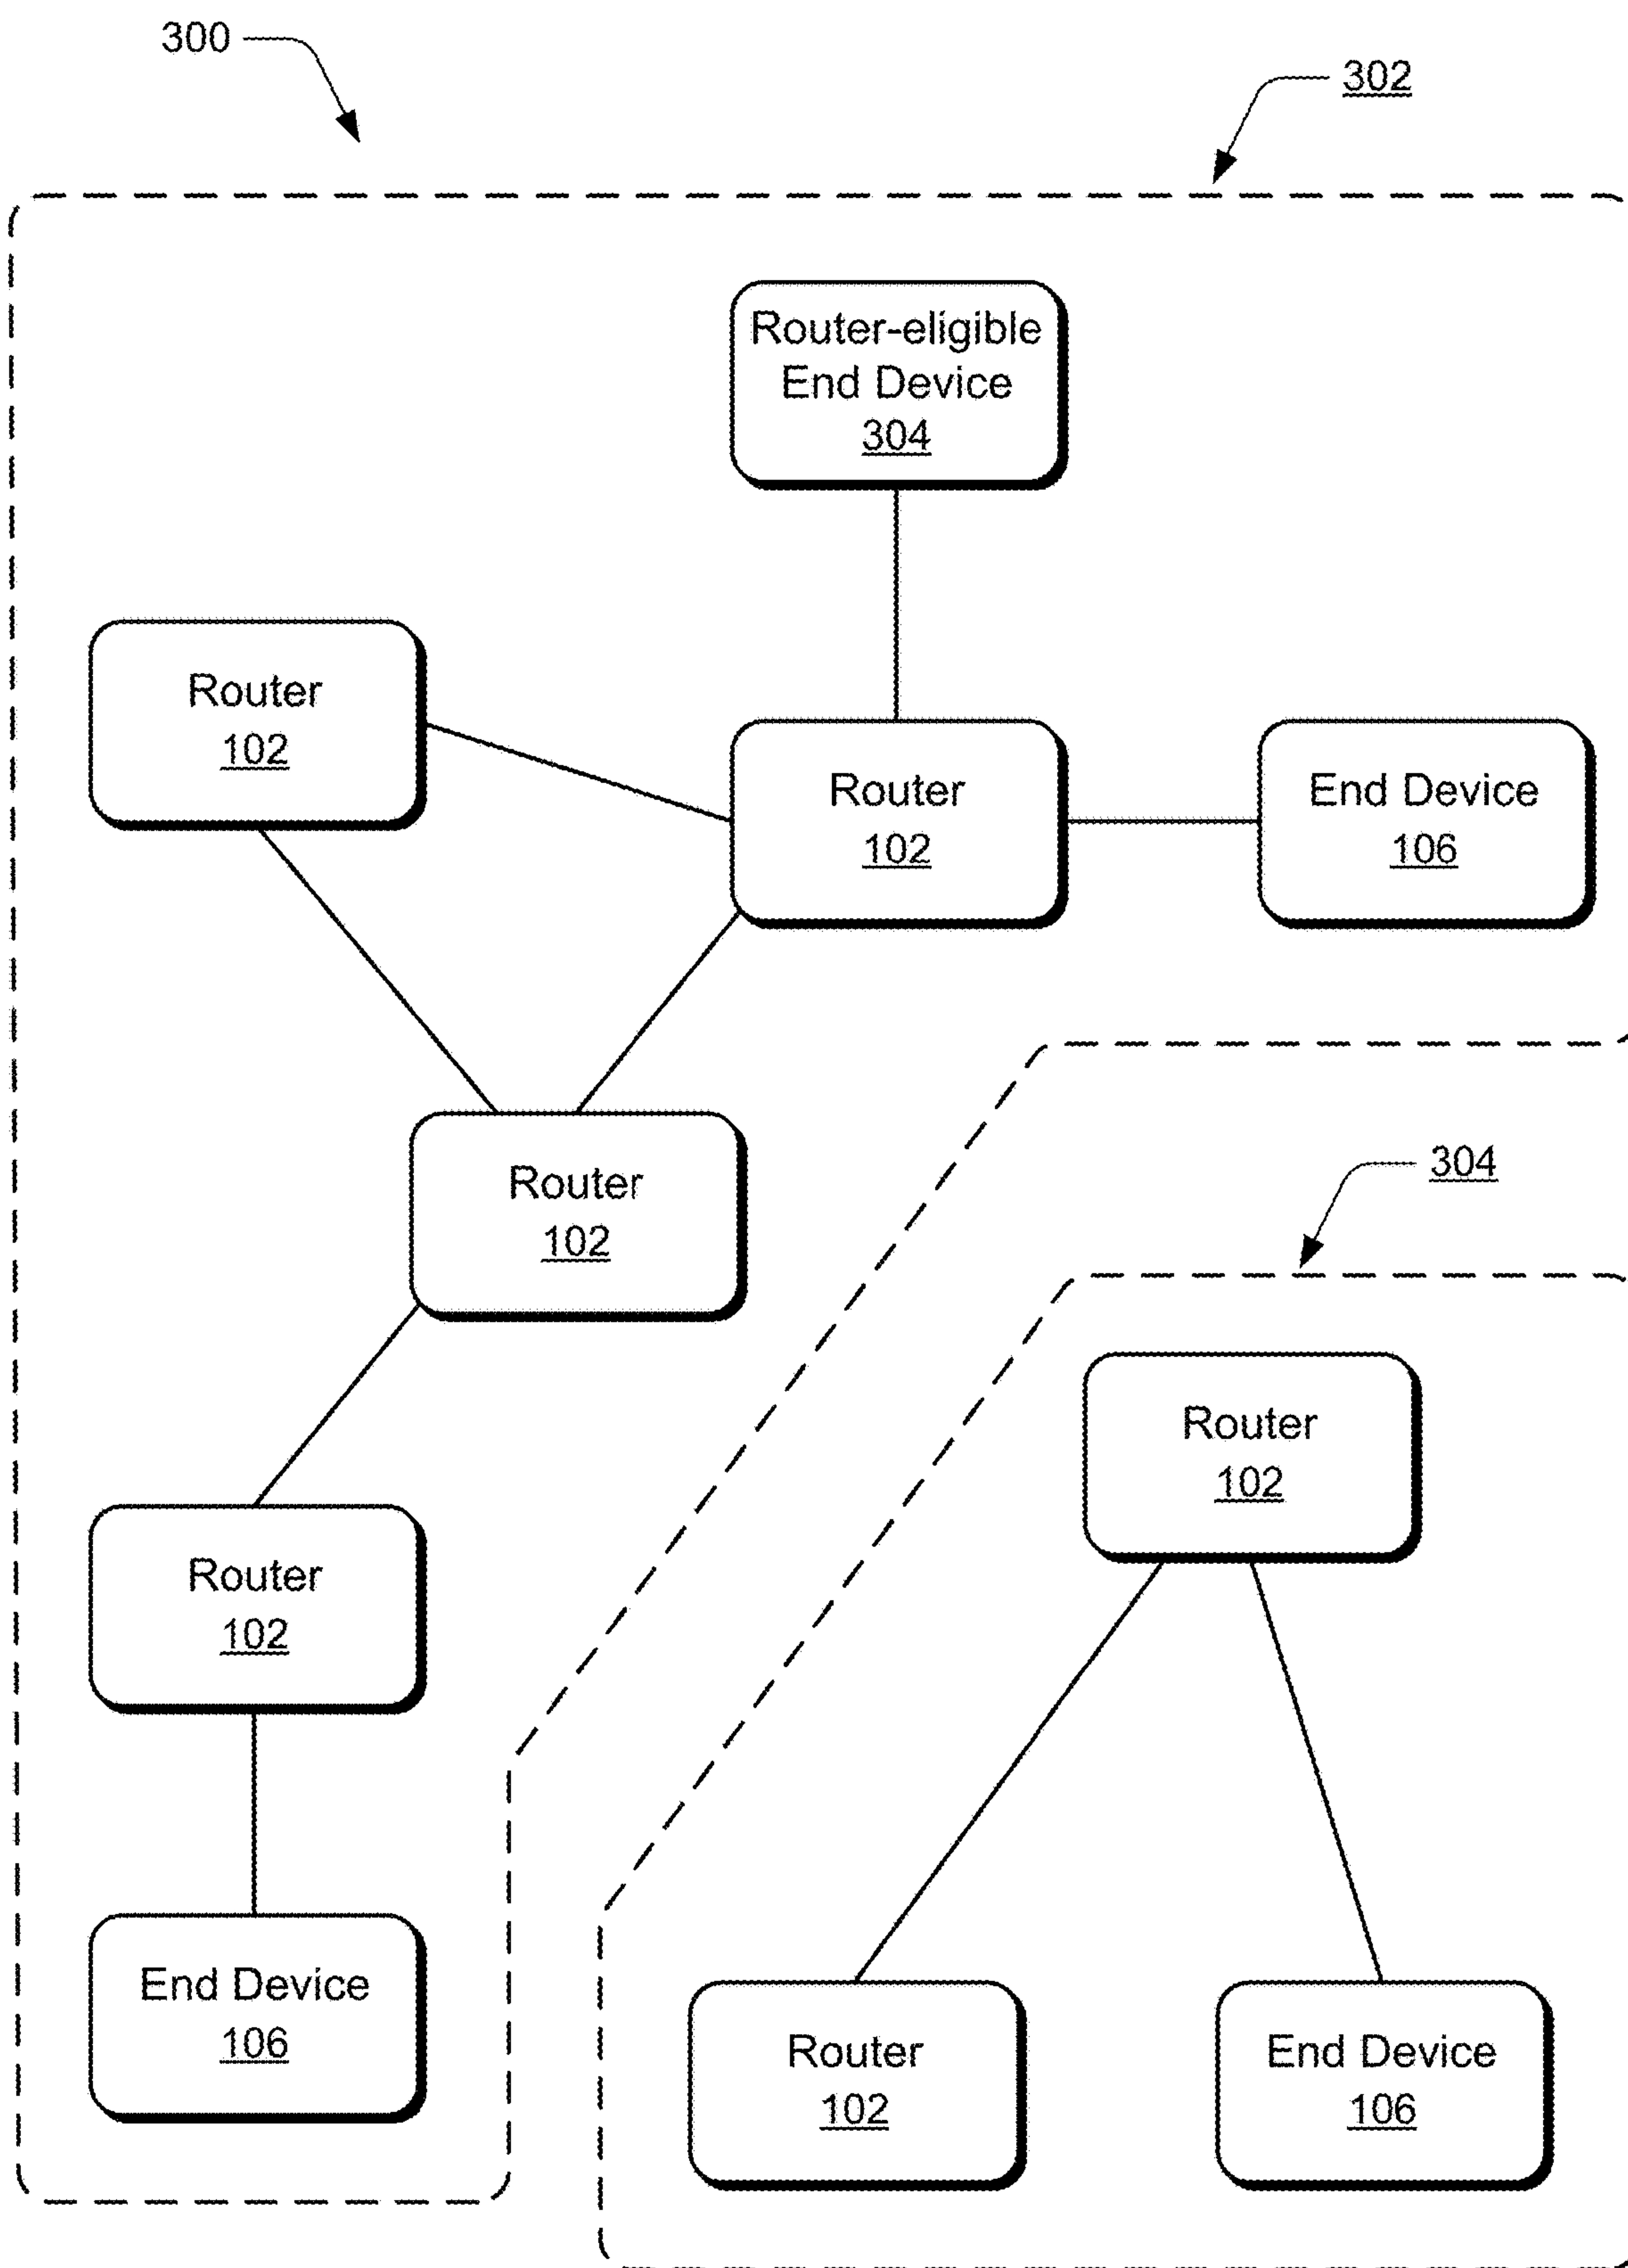 300
302
Router-eligible
End Device
304
Router
102
Router
102
End Device
106
Router
102
304
Router
102
Router
102
End Device
106
Router
102
End Device
106